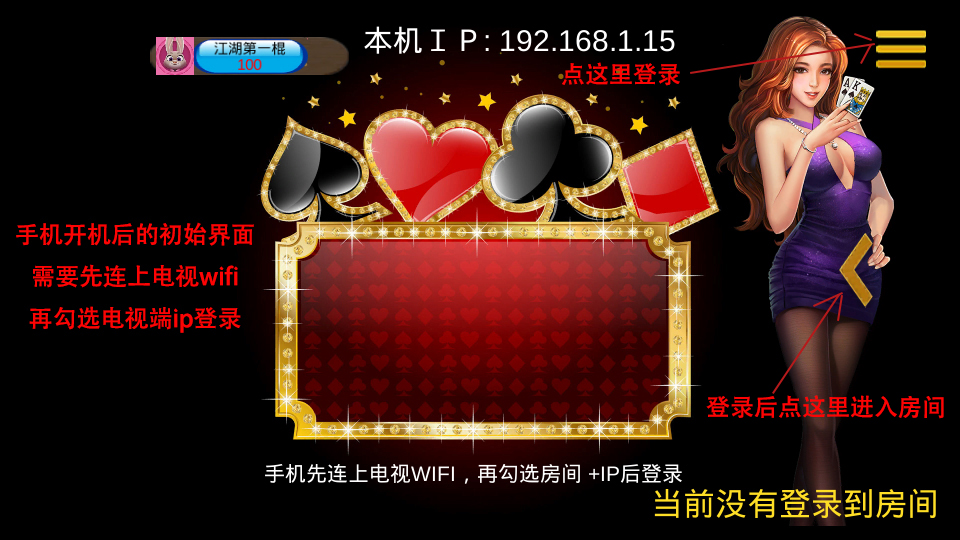 江湖第一棍
100
本机ＩＰ: 192.168.1.15
点这里登录
A K
手机开机后的初始界面
需要先连上电视wifi
再勾选电视端ip登录
登录后点这里进入房间
手机先连上电视WIFI，再勾选房间 +IP后登录
当前没有登录到房间